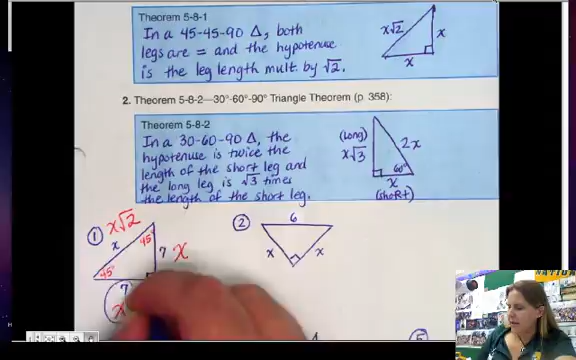 Theorem 5-8-1
In a 45-45-90 Δ, both
legs are = and the hypotenuse
is the leg length mult. by √2.
x√2
x
x
2. Theorem 5-8-2—30°-60°-90° Triangle Theorem (p. 358):
Theorem 5-8-2
In a 30-60-90 Δ, the
hypotenuse is twice the
length of the short leg and
the long leg is √3 times
the length of the short leg.
(long)
x√3
2x
60°
x
(short)
①
x√2
x
45
7
x
45°
7
x
②
6
x
x